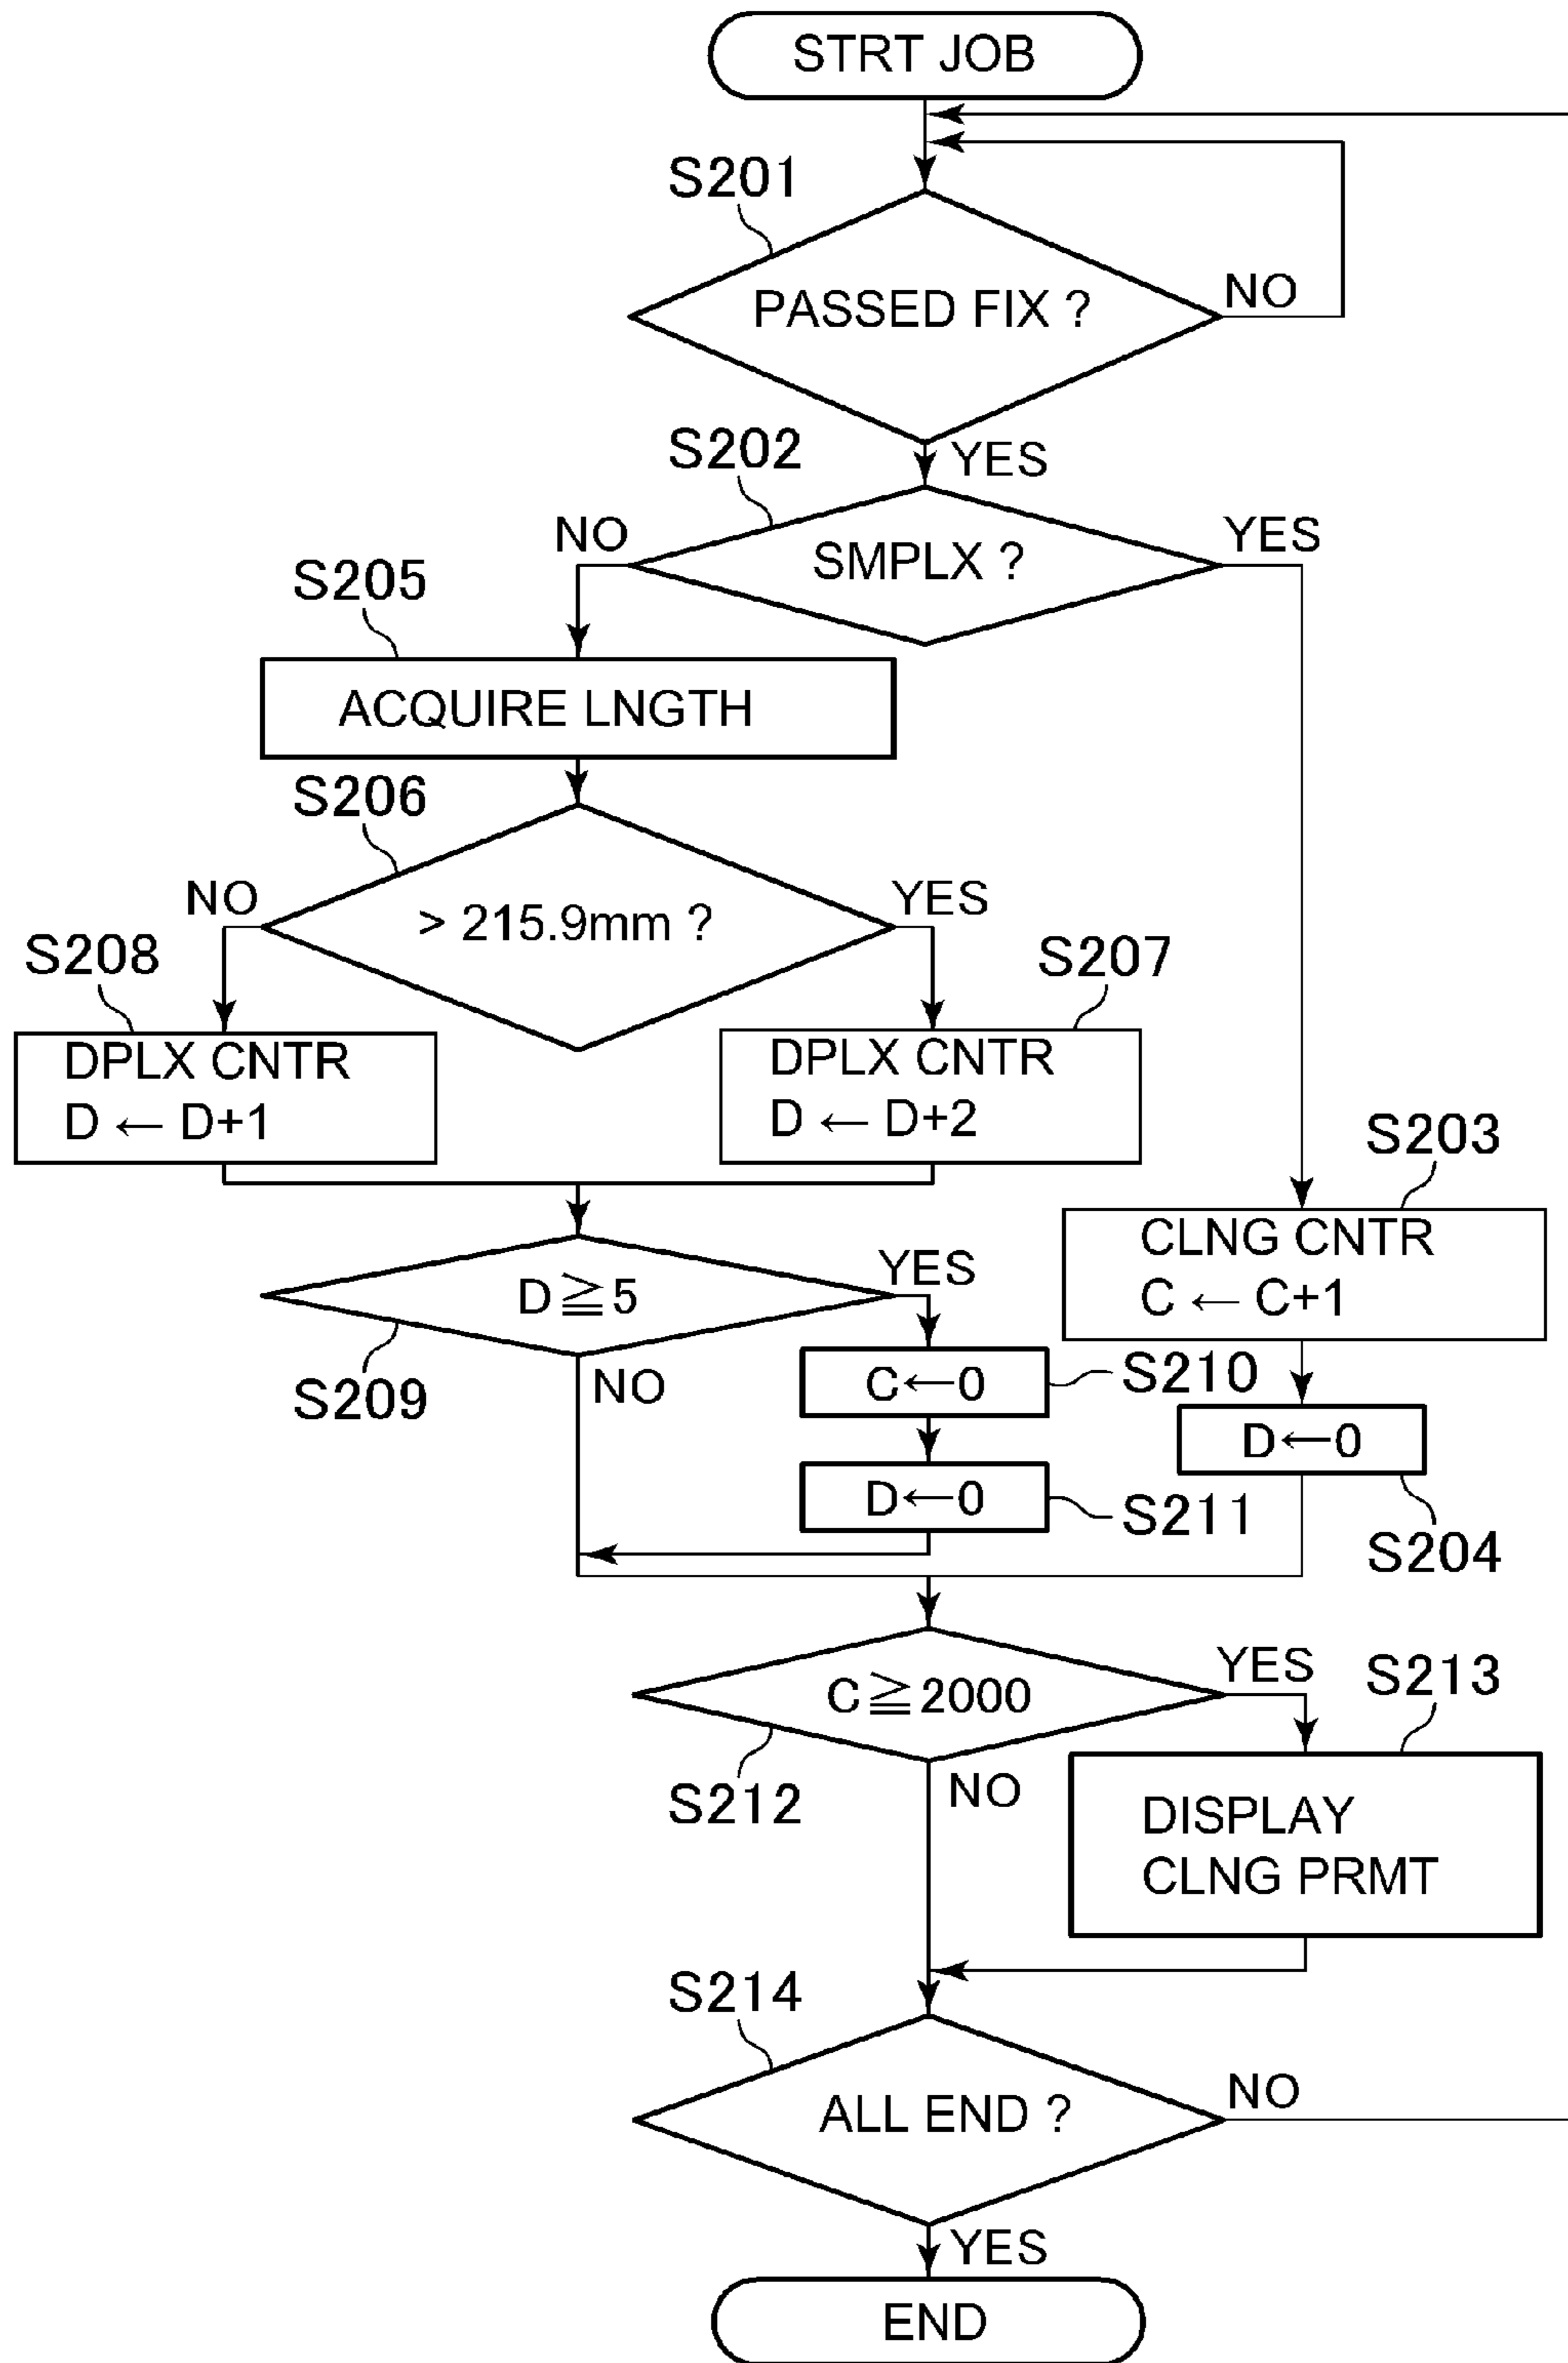 STRT JOB
S201
PASSED FIX ?
NO
S202
YES
NO
SMPLX ?
YES
S205
ACQUIRE LNGTH
S206
NO
> 215.9mm ?
YES
S208
S207
DPLX CNTR
D ← D+1
DPLX CNTR
D ← D+2
S203
CLNG CNTR
C ← C+1
YES
D ≧ 5
S209
NO
C←0
S210
D←0
D←0
S211
S204
YES
C ≧ 2000
S213
S212
NO
DISPLAY
CLNG PRMT
S214
ALL END ?
NO
YES
END